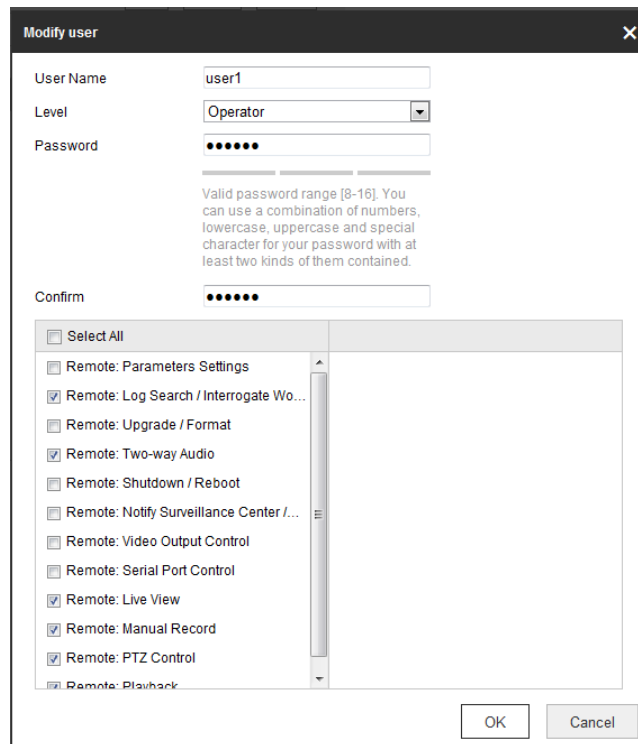 Modify user
User Name
user1
Level
Operator
Password
••••••
Valid password range [8-16]. You
can use a combination of numbers,
lowercase, uppercase and special
character for your password with at
least two kinds of them contained.
Confirm
••••••
Select All
Remote: Parameters Settings
Remote: Log Search / Interrogate Wo...
Remote: Upgrade / Format
Remote: Two-way Audio
Remote: Shutdown / Reboot
Remote: Notify Surveillance Center /...
Remote: Video Output Control
Remote: Serial Port Control
Remote: Live View
Remote: Manual Record
Remote: PTZ Control
Remote: Playback
OK
Cancel